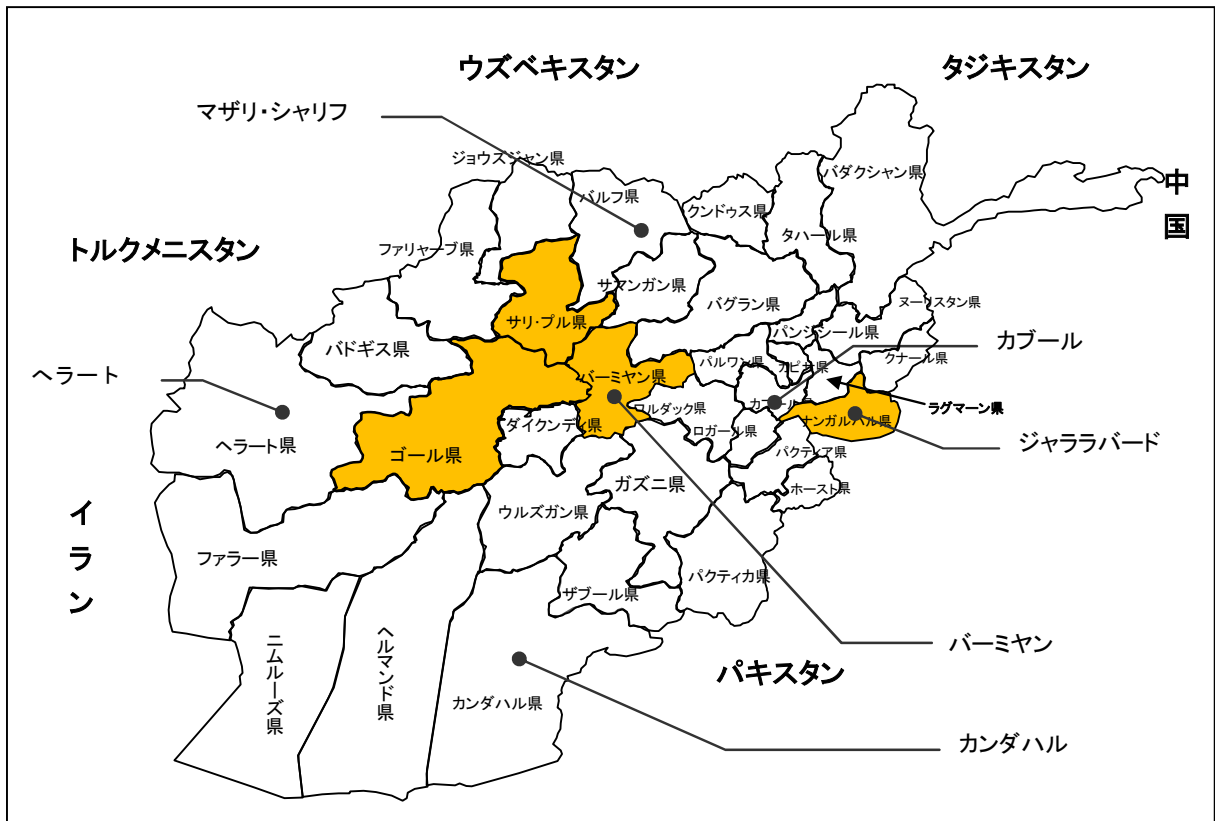 ウズベキスタン
タジキスタン
マザリ・シャリフ
ジョウズジャン県
バダクシャン県
中
国
バルフ県
クンドゥス県
タハール県
トルクメニスタン
ファリャーブ県
サマンガン県
バグラン県
ヌーリスタン県
サリ・プル県
パンジシール県
カブール
バドギス県
クナール県
パルワン県
カピサ県
ヘラート
バーミヤン県
ラグマーン県
ワルダック県
ナンガルハル県
ダイクンディ県
ロガール県
ジャララバード
ヘラート県
ゴール県
パクティア県
ガズニ県
ホースト県
イラン
ウルズガン県
ファラー県
パクティカ県
ザブール県
ニムルーズ県
ヘルマンド県
バーミヤン
パキスタン
カンダハル県
カンダハル